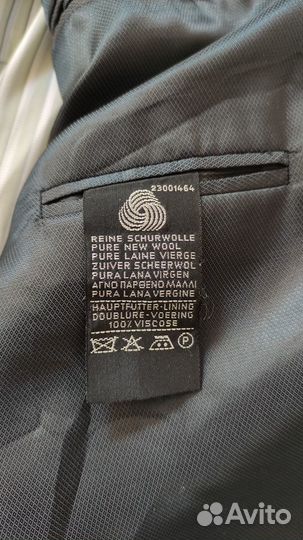 23001464
REINE SCHURWOLLE
PURE NEW WOOL
PURE LAINE VIERGE
ZUIVER SCHEERWOL
PURA LANA VIRGEN
ΑΓΝΟ ΠΑΡΘΕΝΟ ΜΑΛΛΙ
PURA LANA VERGINE
HAUPTFUTTER-LINING
DOUBLURE-VOERING
100% VISCOSE
P
Avito